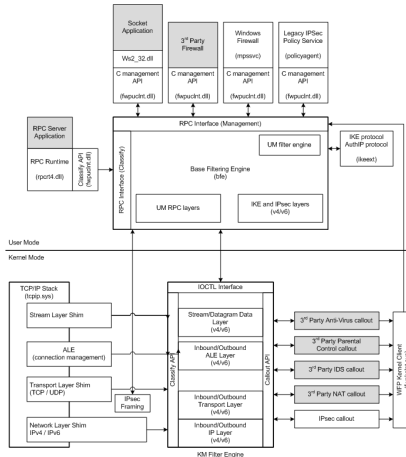 Socket
Application
Ws2_32.dll
C management
API
(fwpuclnt.dll)
3rd Party
Firewall
C management
API
(fwpuclnt.dll)
Windows
Firewall
(mpssvc)
C management
API
(fwpuclnt.dll)
Legacy IPSec
Policy Service
(policyagent)
C management
API
(fwpuclnt.dll)
RPC Server
Application
RPC Runtime
(rpcrt4.dll)
Classify API
(fwpuclnt.dll)
RPC Interface (Management)
RPC Interface (Classify)
UM filter engine
Base Filtering Engine
(bfe)
UM RPC layers
IKE and IPsec layers
(v4/v6)
IKE protocol
AuthIP protocol
(ikeext)
User Mode
Kernel Mode
TCP/IP Stack
(tcpip.sys)
Stream Layer Shim
ALE
(connection management)
Transport Layer Shim
(TCP / UDP)
Network Layer Shim
IPv4 / IPv6
IPsec
Framing
IOCTL Interface
Classify API
Stream/Datagram Data
Layer
(v4/v6)
Inbound/Outbound
ALE Layer
(v4/v6)
Inbound/Outbound
Transport Layer
(v4/v6)
Inbound/Outbound
IP Layer
(v4/v6)
Callout API
KM Filter Engine
3rd Party Anti-Virus callout
3rd Party Parental
Control callout
3rd Party IDS callout
3rd Party NAT callout
IPsec callout
WFP Kernel Client